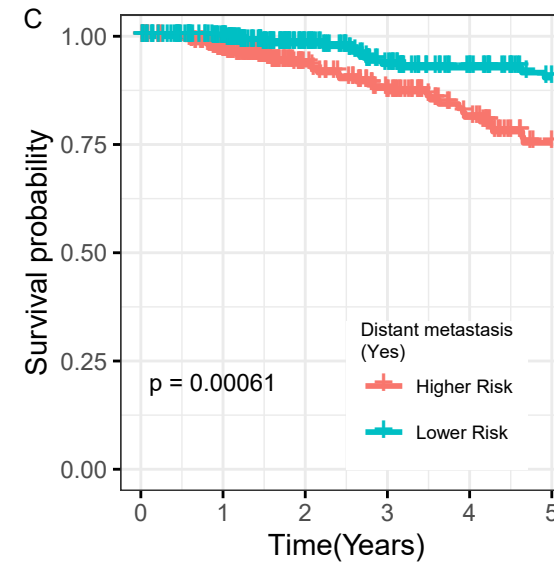 C
Survival probability
1.00
0.75
0.50
0.25
0.00
p = 0.00061
Distant metastasis
(Yes)
Higher Risk
Lower Risk
0 1 2 3 4 5
Time(Years)